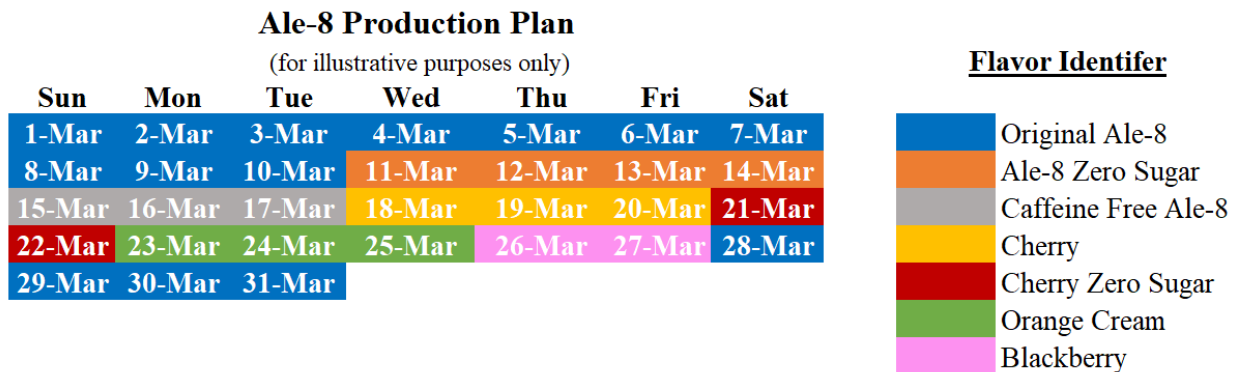 Ale-8 Production Plan
(for illustrative purposes only)
Sun Mon Tue Wed Thu Fri Sat
1-Mar 2-Mar 3-Mar 4-Mar 5-Mar 6-Mar 7-Mar
8-Mar 9-Mar 10-Mar 11-Mar 12-Mar 13-Mar 14-Mar
15-Mar 16-Mar 17-Mar 18-Mar 19-Mar 20-Mar 21-Mar
22-Mar 23-Mar 24-Mar 25-Mar 26-Mar 27-Mar 28-Mar
29-Mar 30-Mar 31-Mar
Flavor Identifer
Original Ale-8
Ale-8 Zero Sugar
Caffeine Free Ale-8
Cherry
Cherry Zero Sugar
Orange Cream
Blackberry